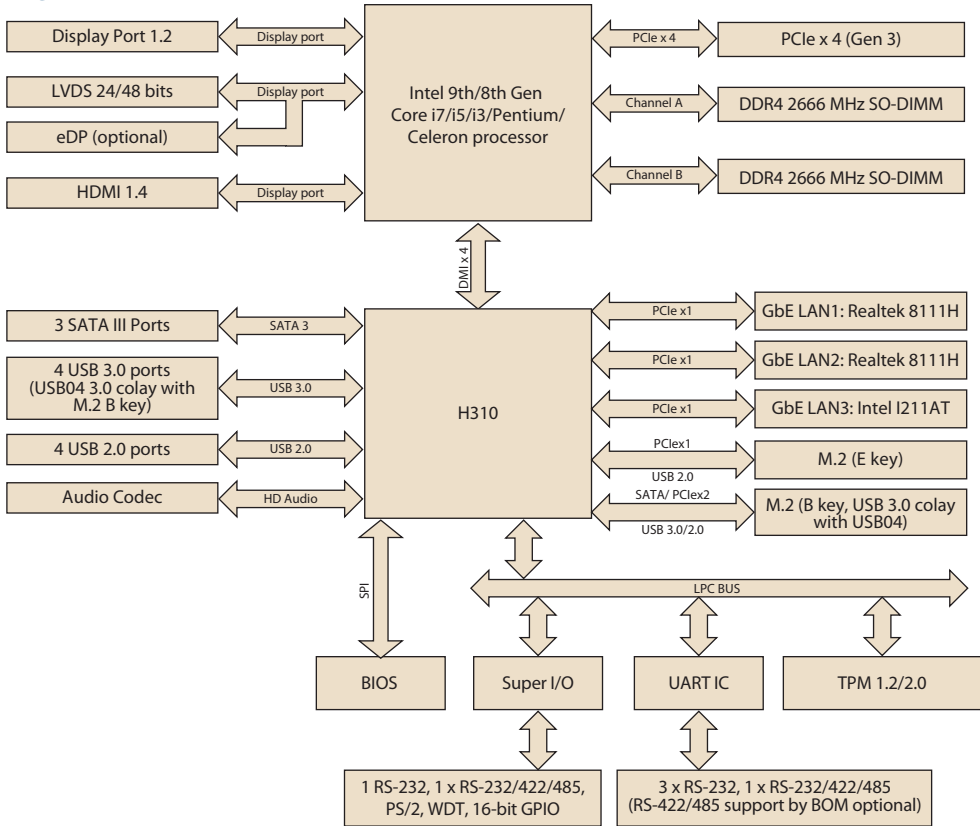 Display Port 1.2
Display port
PCIe x 4
PCIe x 4 (Gen 3)
LVDS 24/48 bits
Display port
eDP (optional)
HDMI 1.4
Display port
Intel 9th/8th Gen
Core i7/i5/i3/Pentium/
Celeron processor
Channel A
DDR4 2666 MHz SO-DIMM
Channel B
DDR4 2666 MHz SO-DIMM
DMI x 4
3 SATA III Ports
SATA 3
4 USB 3.0 ports
(USB04 3.0 colay with
M.2 B key)
USB 3.0
4 USB 2.0 ports
USB 2.0
Audio Codec
HD Audio
H310
PCIe x1
GbE LAN1: Realtek 8111H
PCIe x1
GbE LAN2: Realtek 8111H
PCIe x1
GbE LAN3: Intel I211AT
PCIex1
USB 2.0
M.2 (E key)
SATA/ PCIex2
USB 3.0/2.0
M.2 (B key, USB 3.0 colay
with USB04)
SPI
LPC BUS
BIOS
Super I/O
UART IC
TPM 1.2/2.0
1 RS-232, 1 x RS-232/422/485,
PS/2, WDT, 16-bit GPIO
3 x RS-232, 1 x RS-232/422/485
(RS-422/485 support by BOM optional)